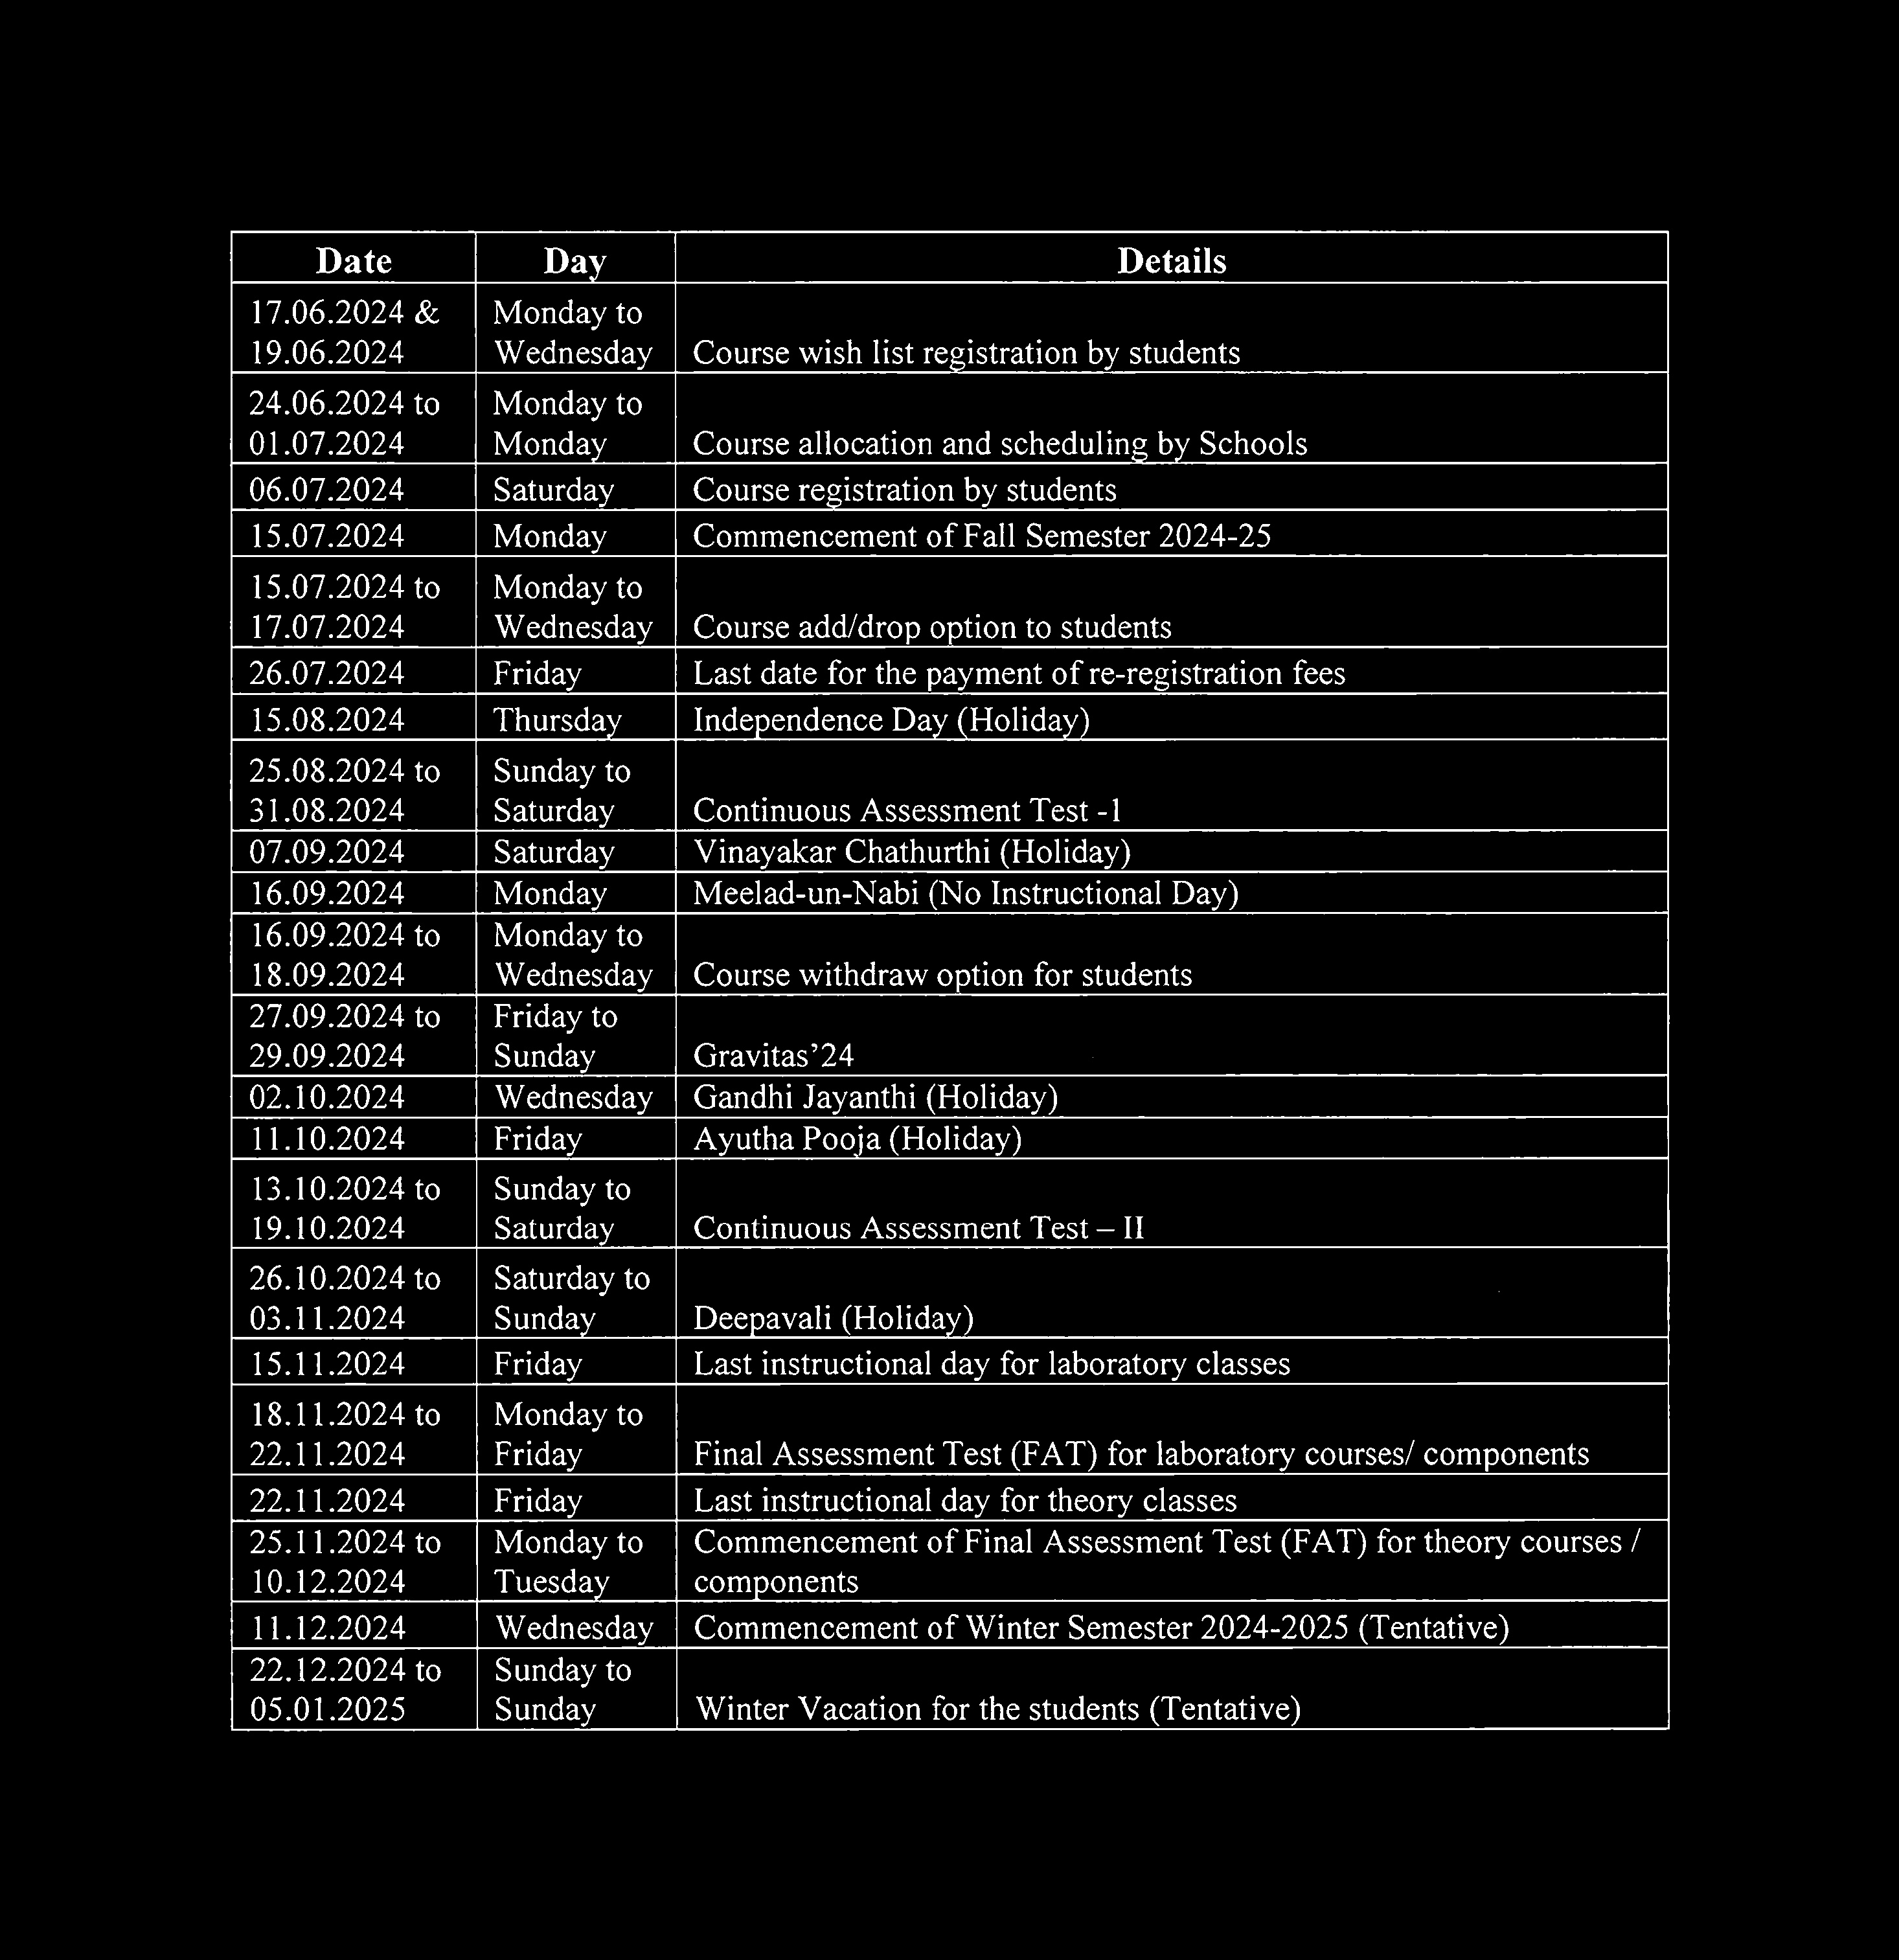 Date Day Details
17.06.2024 & Monday to
19.06.2024 Wednesday Course wish list registration by students
24.06.2024 to Monday to
01.07.2024 Monday Course allocation and scheduling by Schools
06.07.2024 Saturday Course registration by students
15.07.2024 Monday Commencement of Fall Semester 2024-25
15.07.2024 to Monday to
17.07.2024 Wednesday Course add/drop option to students
26.07.2024 Friday Last date for the payment of re-registration fees
15.08.2024 Thursday Independence Day (Holiday)
25.08.2024 to Sunday to
31.08.2024 Saturday Continuous Assessment Test -1
07.09.2024 Saturday Vinayakar Chathurthi (Holiday)
16.09.2024 Monday Meelad-un-Nabi (No Instructional Day)
16.09.2024 to Monday to
18.09.2024 Wednesday Course withdraw option for students
27.09.2024 to Friday to
29.09.2024 Sunday Gravitas’24
02.10.2024 Wednesday Gandhi Jayanthi (Holiday)
11.10.2024 Friday Ayutha Pooja (Holiday)
13.10.2024 to Sunday to
19.10.2024 Saturday Continuous Assessment Test – II
26.10.2024 to Saturday to
03.11.2024 Sunday Deepavali (Holiday)
15.11.2024 Friday Last instructional day for laboratory classes
18.11.2024 to Monday to
22.11.2024 Friday Final Assessment Test (FAT) for laboratory courses/ components
22.11.2024 Friday Last instructional day for theory classes
25.11.2024 to Monday to Commencement of Final Assessment Test (FAT) for theory courses /
10.12.2024 Tuesday components
11.12.2024 Wednesday Commencement of Winter Semester 2024-2025 (Tentative)
22.12.2024 to Sunday to
05.01.2025 Sunday Winter Vacation for the students (Tentative)